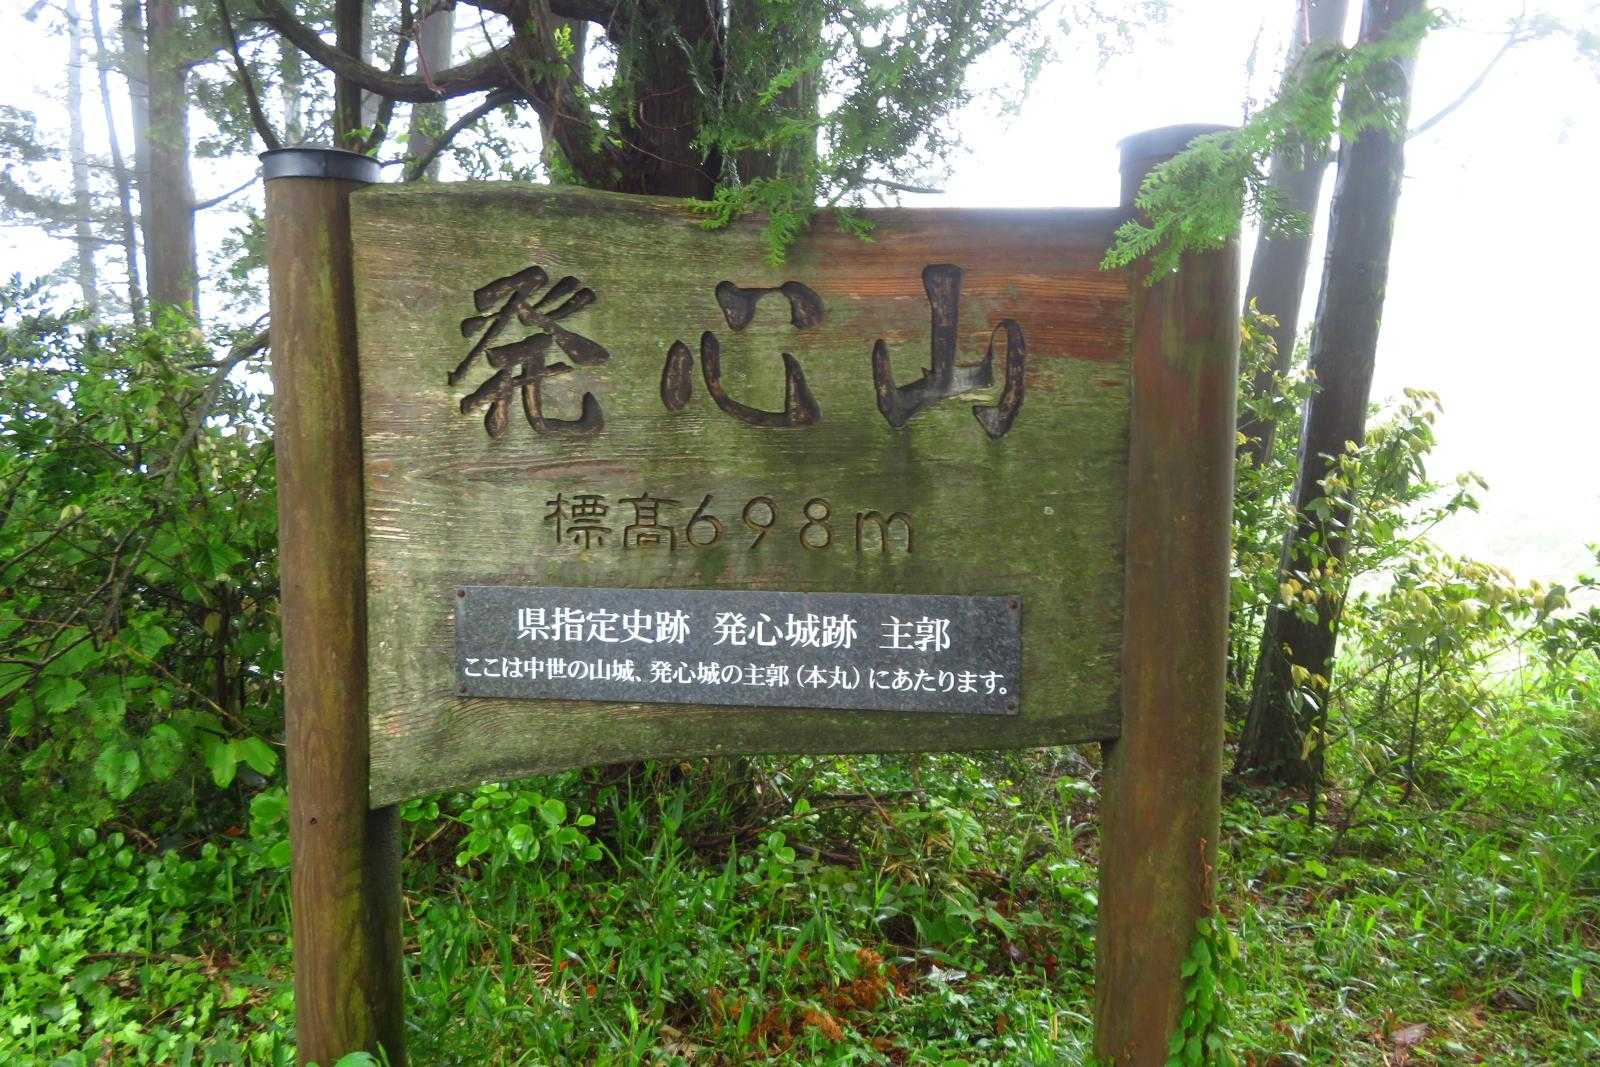 発心山
標髙698m
県指定史跡 発心城跡 主郭
ここは中世の山城、発心城の主郭（本丸）にあたります。